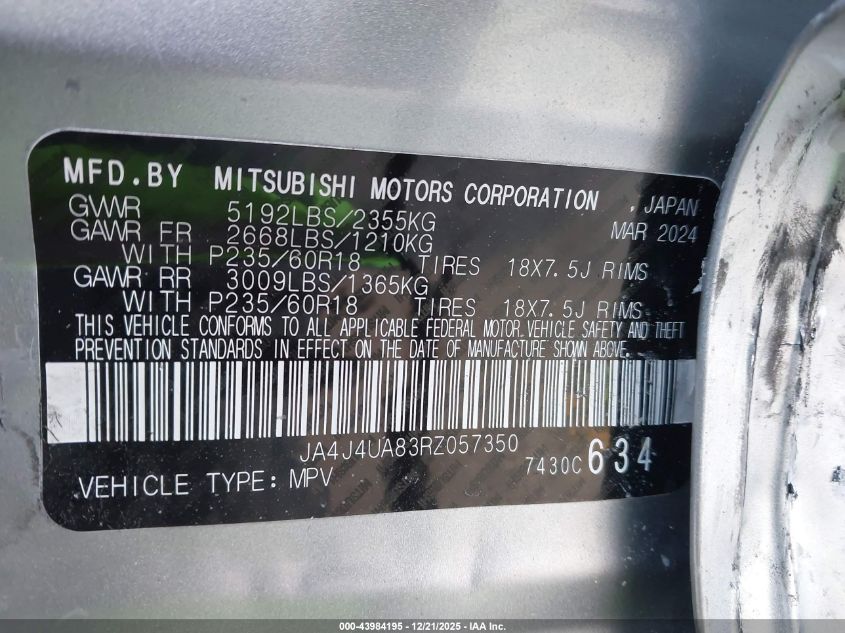 MFD.BY MITSUBISHI MOTORS CORPORATION , JAPAN
GVWR 5192LBS/2355KG MAR 2024
GAWR FR 2668LBS/1210KG
WITH P235/60R18 TIRES 18X7.5J RIMS
GAWR RR 3009LBS/1365KG
WITH P235/60R18 TIRES 18X7.5J RIMS
THIS VEHICLE CONFORMS TO ALL APPLICABLE FEDERAL MOTOR VEHICLE SAFETY AND THEFT
PREVENTION STANDARDS IN EFFECT ON THE DATE OF MANUFACTURE SHOWN ABOVE.
JA4J4UA83RZ057350
7430C 634
VEHICLE TYPE: MPV
000-43984195 - 12/21/2025 - IAA Inc.